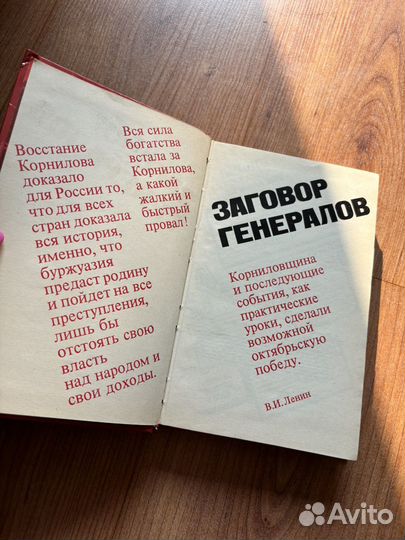 Восстание
Корнилова
доказало
для России то,
что для всех
стран доказала
вся история,
именно, что
буржуазия
предаст родину
и пойдет на все
преступления,
лишь бы
отстоять свою
власть
над народом и
свои доходы.
Вся сила
богатства
встала за
Корнилова,
а какой
жалкий и
быстрый
провал!
ЗАГОВОР
ГЕНЕРАЛОВ
Корниловщина
и последующие
события, как
практические
уроки, сделали
возможной
октябрьскую
победу.
В.И.Ленин
Avito